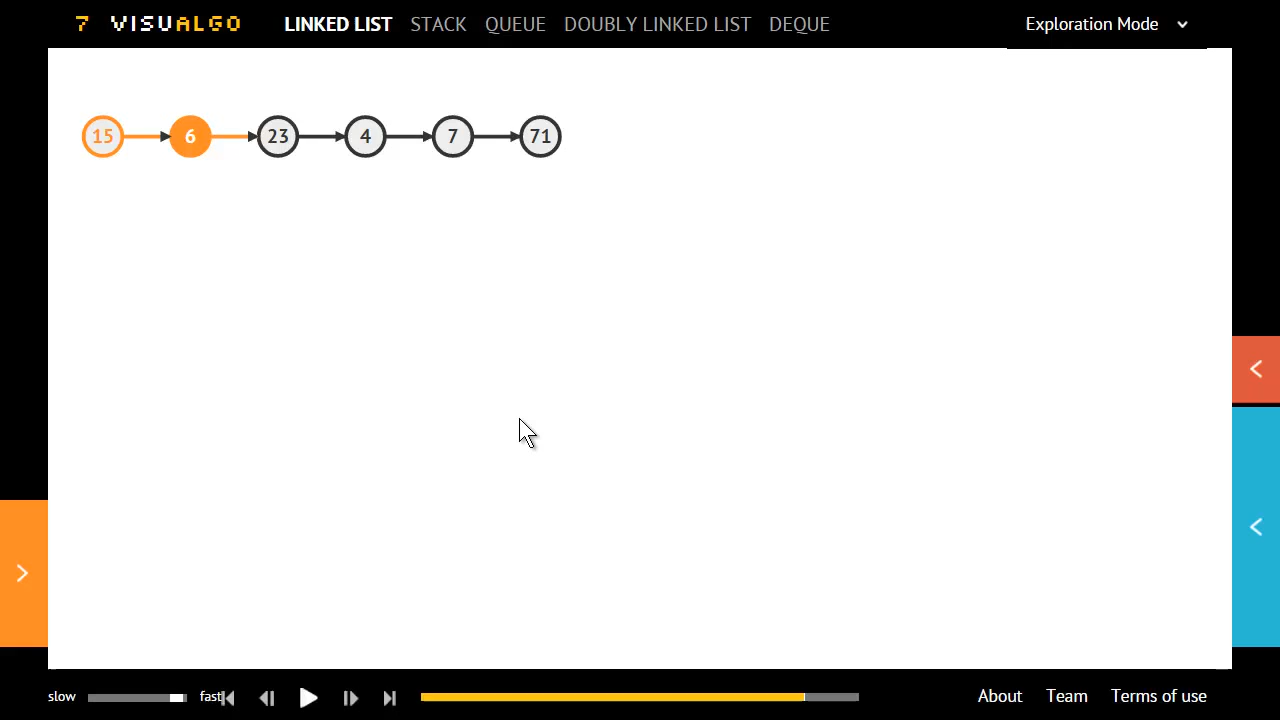 7 VISUALGO LINKED LIST STACK QUEUE DOUBLY LINKED LIST DEQUE Exploration Mode
15 6 23 4 7 71
slow fast About Team Terms of use